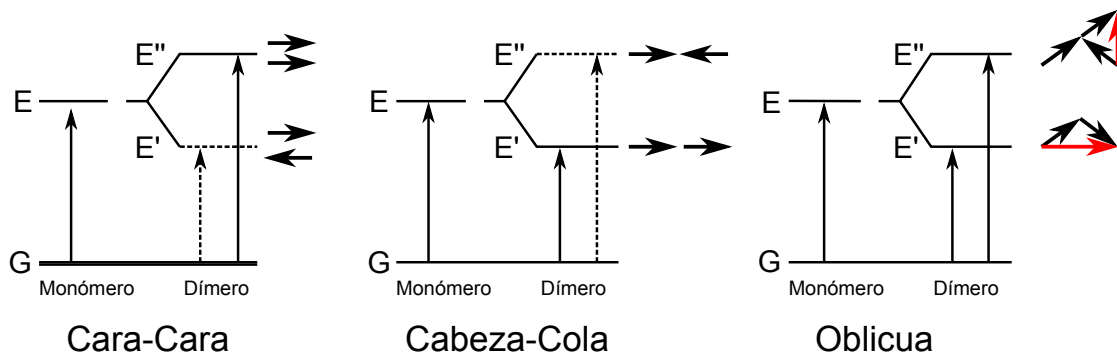 E
E''
E'
G
Monómero
Dímero
Cara-Cara
E
E''
E'
G
Monómero
Dímero
Cabeza-Cola
E
E''
E'
G
Monómero
Dímero
Oblicua